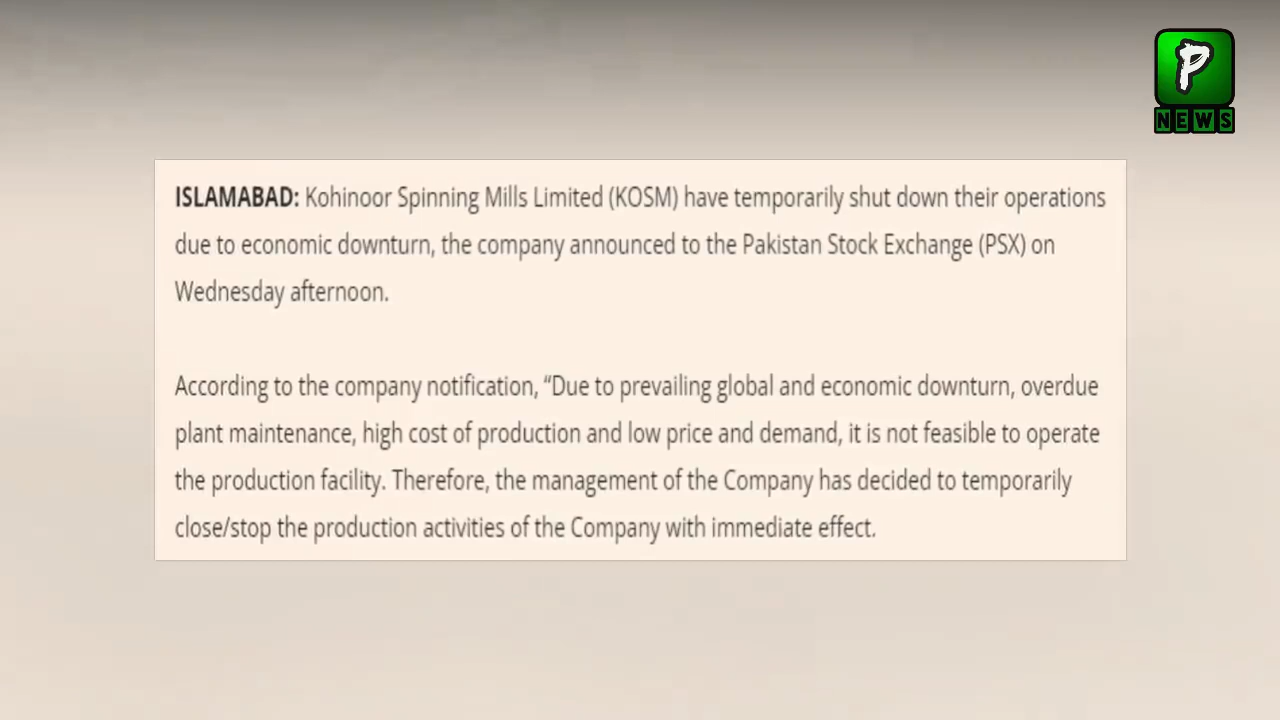 P
NEWS
ISLAMABAD: Kohinoor Spinning Mills Limited (KOSM) have temporarily shut down their operations
due to economic downturn, the company announced to the Pakistan Stock Exchange (PSX) on
Wednesday afternoon.
According to the company notification, “Due to prevailing global and economic downturn, overdue
plant maintenance, high cost of production and low price and demand, it is not feasible to operate
the production facility. Therefore, the management of the Company has decided to temporarily
close/stop the production activities of the Company with immediate effect.